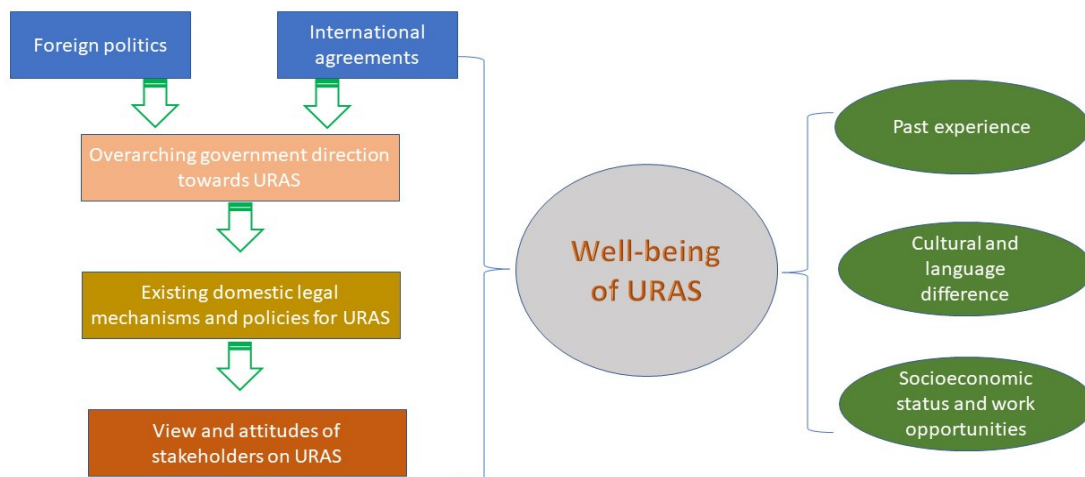 Foreign politics
International
agreements
Overarching government direction
towards URAS
Existing domestic legal
mechanisms and policies for URAS
View and attitudes of
stakeholders on URAS
Well-being
of URAS
Past experience
Cultural and
language
difference
Socioeconomic
status and work
opportunities